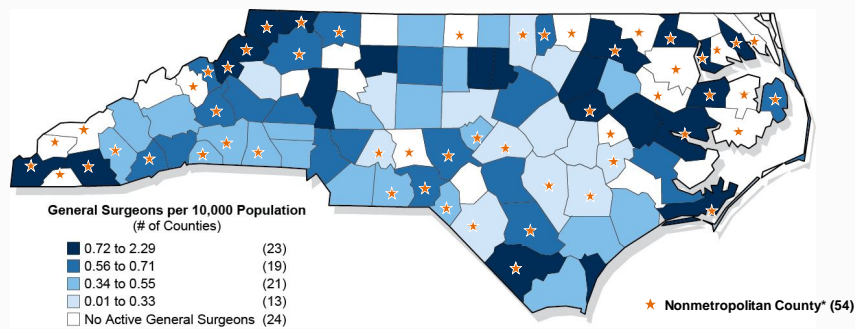 General Surgeons per 10,000 Population
(# of Counties)
0.72 to 2.29 (23)
0.56 to 0.71 (19)
0.34 to 0.55 (21)
0.01 to 0.33 (13)
No Active General Surgeons (24)
Nonmetropolitan County* (54)